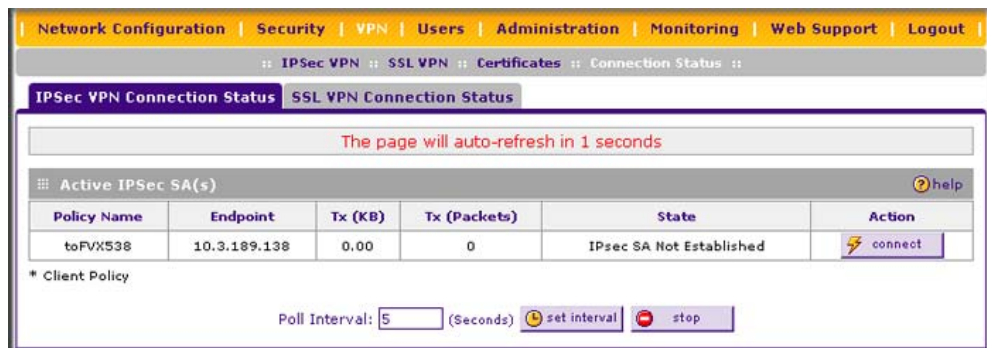 | Network Configuration | Security | VPN | Users | Administration | Monitoring | Web Support | Logout |
:: IPSec VPN :: SSL VPN :: Certificates :: Connection Status ::
IPSec VPN Connection Status SSL VPN Connection Status
The page will auto-refresh in 1 seconds
Active IPSec SA(s) ? help
Policy Name Endpoint Tx (KB) Tx (Packets) State Action
toFVX538 10.3.189.138 0.00 0 IPsec SA Not Established connect
* Client Policy
Poll Interval: 5 (Seconds) set interval stop